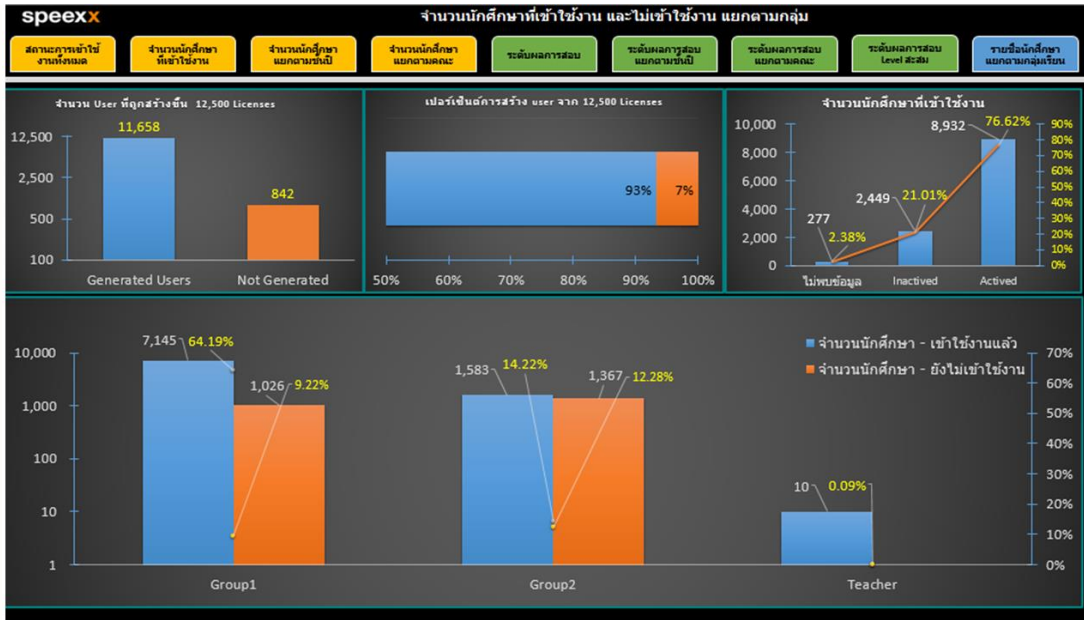 speexx
จำนวนนักศึกษาที่เข้าใช้งาน และไม่เข้าใช้งาน แยกตามกลุ่ม
สถานะการเข้าใช้
งานทั้งหมด
จำนวนนักศึกษา
ที่เข้าใช้งาน
จำนวนนักศึกษา
แยกตามชั้นปี
จำนวนนักศึกษา
แยกตามคณะ
ระดับผลการสอบ
ระดับผลการสอบ
แยกตามชั้นปี
ระดับผลการสอบ
แยกตามคณะ
ระดับผลการสอบ
Level สะสม
รายชื่อนักศึกษา
แยกตามกลุ่มเรียน
จำนวน User ที่ถูกสร้างขึ้น 12,500 Licenses
12,500
2,500
500
100
11,658
842
Generated Users
Not Generated
เปอร์เซ็นต์การสร้าง user จาก 12,500 Licenses
93%
7%
50%
60%
70%
80%
90%
100%
จำนวนนักศึกษาที่เข้าใช้งาน
10,000
8,000
6,000
4,000
2,000
0
277
2.38%
2,449
21.01%
8,932
76.62%
90%
80%
70%
60%
50%
40%
30%
20%
10%
0%
ไม่พบข้อมูล
Inactived
Actived
10,000
1,000
100
10
1
7,145
64.19%
1,026
9.22%
1,583
14.22%
1,367
12.28%
10
0.09%
จำนวนนักศึกษา - เข้าใช้งานแล้ว
จำนวนนักศึกษา - ยังไม่เข้าใช้งาน
70%
60%
50%
40%
30%
20%
10%
0%
Group1
Group2
Teacher